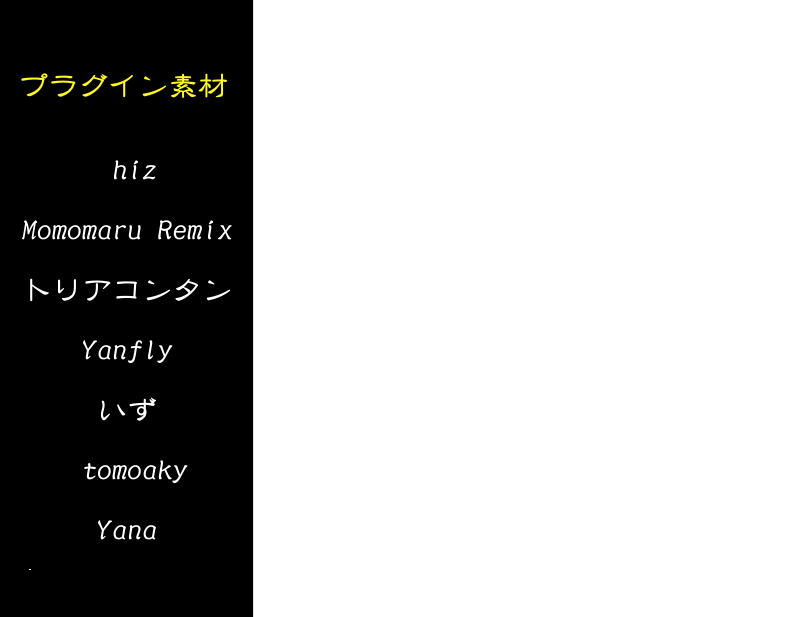 プラグイン素材
hiz
Momomaru Remix
トリアコンタン
Yanfly
いず
tomoaky
Yana